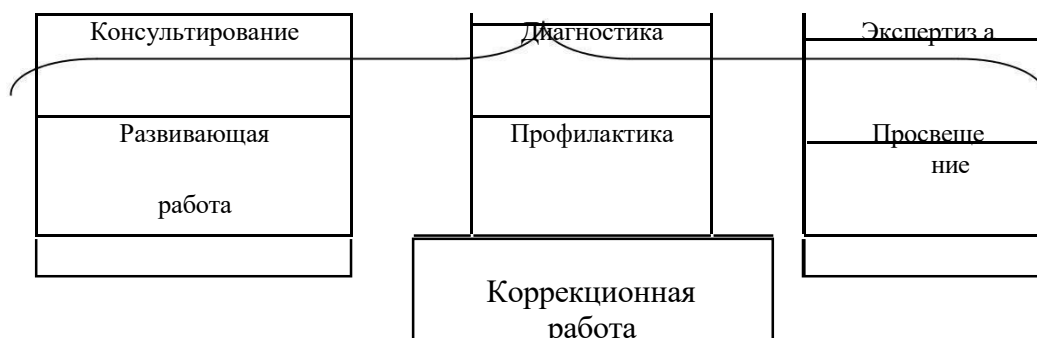 Консультирование
Диагностика
Экспертиз а
Развивающая
работа
Профилактика
Просвеще
ние
Коррекционная
работа